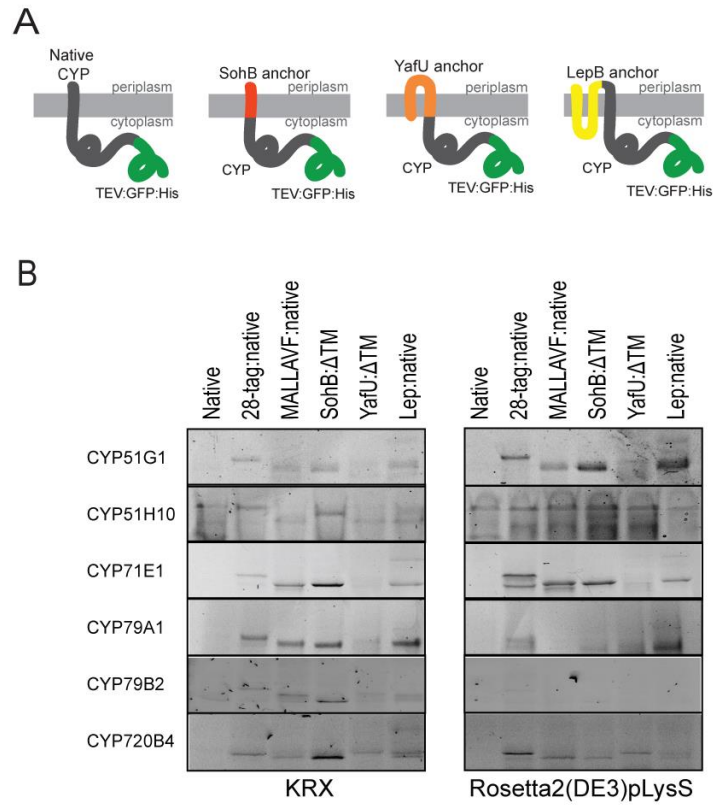 A
Native
CYP
periplasm
cytoplasm
TEV:GFP:His
SohB anchor
periplasm
cytoplasm
CYP
TEV:GFP:His
YafU anchor
periplasm
cytoplasm
CYP
TEV:GFP:His
LepB anchor
periplasm
cytoplasm
CYP
TEV:GFP:His
B
Native
28-tag:native
MALLAVF:native
SohB:ΔTM
YafU:ΔTM
Lep:native
Native
28-tag:native
MALLAVF:native
SohB:ΔTM
YafU:ΔTM
Lep:native
CYP51G1
CYP51H10
CYP71E1
CYP79A1
CYP79B2
CYP720B4
KRX
Rosetta2(DE3)pLysS